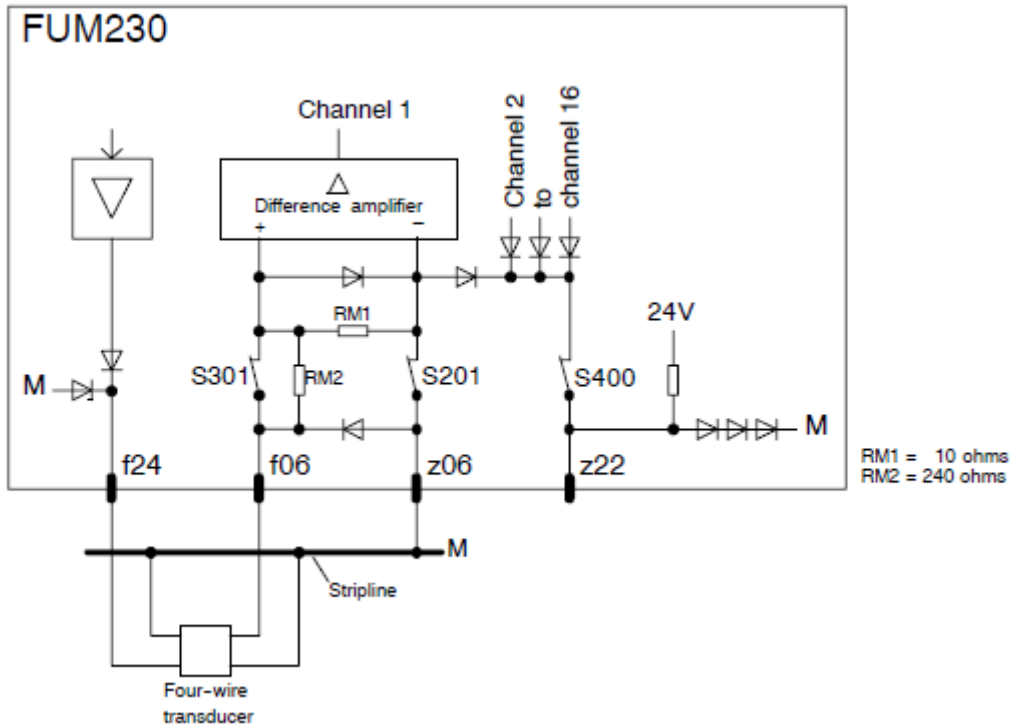 FUM230
Channel 1
Channel 2
to
channel 16
Difference amplifier
+
−
RM1
24V
S301
RM2
S201
S400
M
M
f24
f06
z06
z22
RM1 = 10 ohms
RM2 = 240 ohms
M
Stripline
Four-wire
transducer